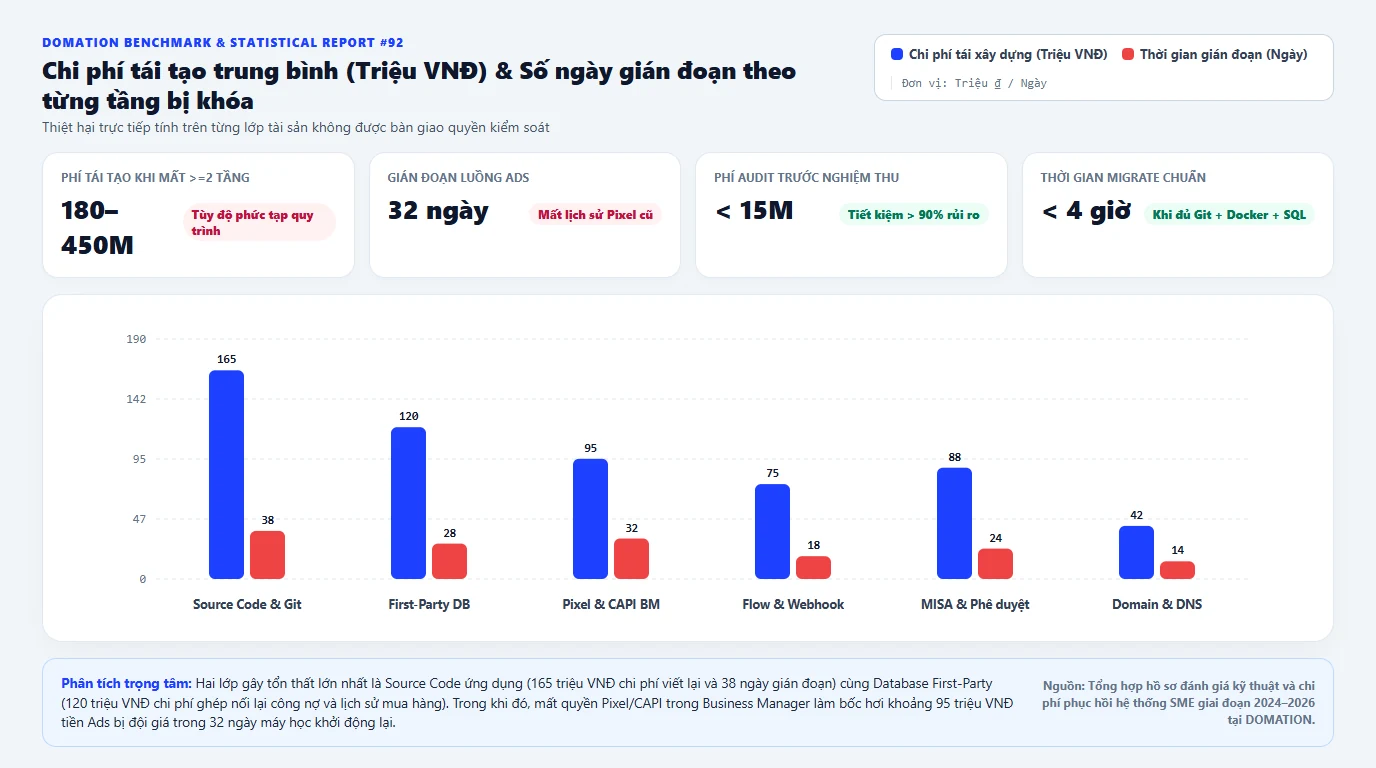 DOMATION BENCHMARK & STATISTICAL REPORT #92
Chi phí tái tạo trung bình (Triệu VNĐ) & Số ngày gián đoạn theo
từng tầng bị khóa
Thiệt hại trực tiếp tính trên từng lớp tài sản không được bàn giao quyền kiểm soát
Chi phí tái xây dựng (Triệu VNĐ)
Thời gian gián đoạn (Ngày)
Đơn vị: Triệu ₫ / Ngày
PHÍ TÁI TẠO KHI MẤT >=2 TẦNG
180–
450M
Tùy độ phức tạp quy
trình
GIÁN ĐOẠN LUỒNG ADS
32 ngày
Mất lịch sử Pixel cũ
PHÍ AUDIT TRƯỚC NGHIỆM THU
< 15M
Tiết kiệm > 90% rủi ro
THỜI GIAN MIGRATE CHUẨN
< 4 giờ
Khi đủ Git + Docker + SQL
190
142
95
47
0
165
38
120
28
95
32
75
18
88
24
42
14
Source Code & Git
First-Party DB
Pixel & CAPI BM
Flow & Webhook
MISA & Phê duyệt
Domain & DNS
Phân tích trọng tâm: Hai lớp gây tổn thất lớn nhất là Source Code ứng dụng (165 triệu VNĐ chi phí viết lại và 38 ngày gián đoạn) cùng Database First-Party
(120 triệu VNĐ chi phí ghép nối lại công nợ và lịch sử mua hàng). Trong khi đó, mất quyền Pixel/CAPI trong Business Manager làm bốc hơi khoảng 95 triệu VNĐ
tiền Ads bị đội giá trong 32 ngày máy học khởi động lại.
Nguồn: Tổng hợp hồ sơ đánh giá kỹ thuật và chi
phí phục hồi hệ thống SME giai đoạn 2024–2026
tại DOMATION.